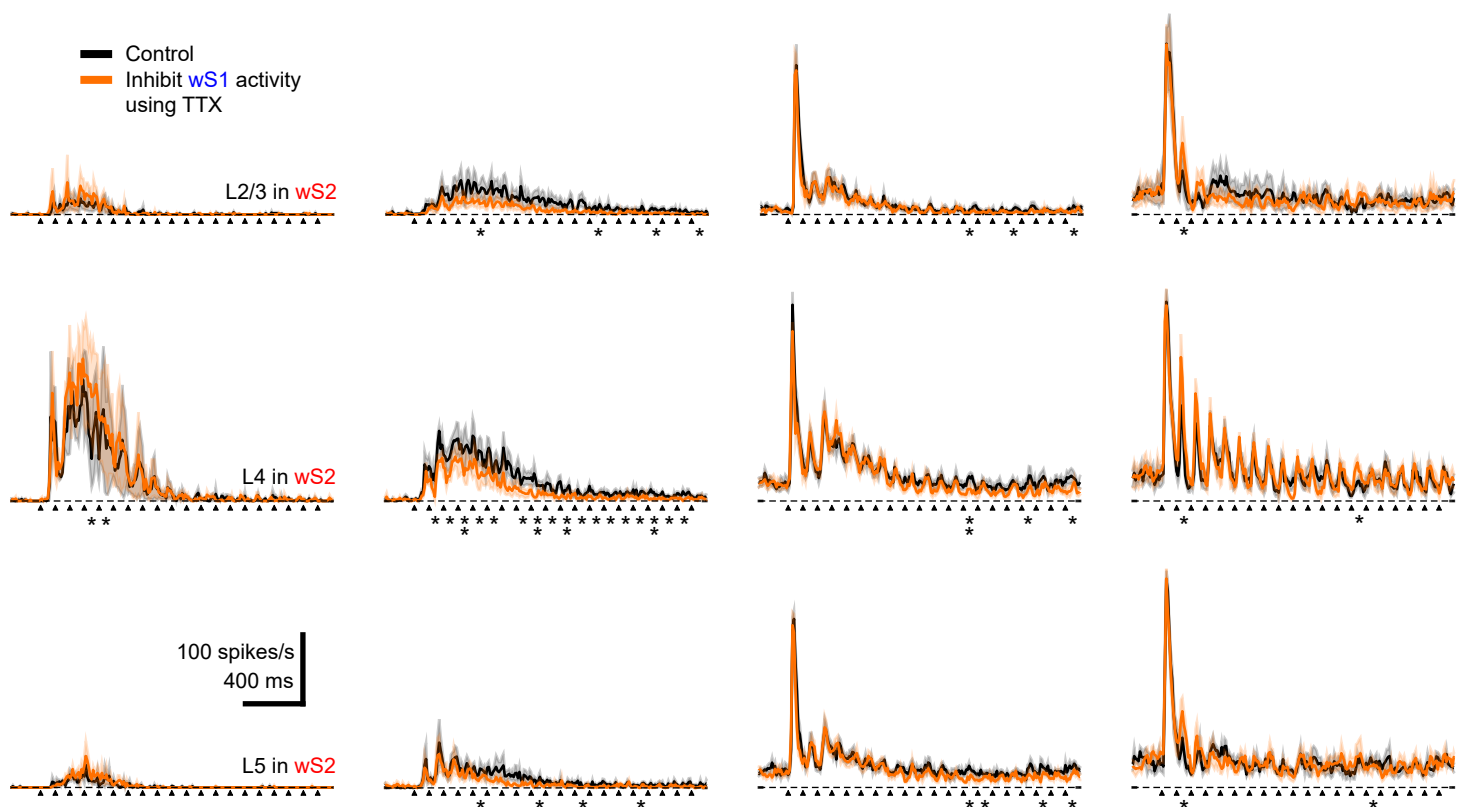 Control
Inhibit wS1 activity
using TTX
L2/3 in wS2
* * * *
* * *
*
L4 in wS2
* *
* * * * * * * * * * * * * * * * *
* * * *
* * *
*
* *
100 spikes/s
400 ms
L5 in wS2
* * * *
* * * *
* *